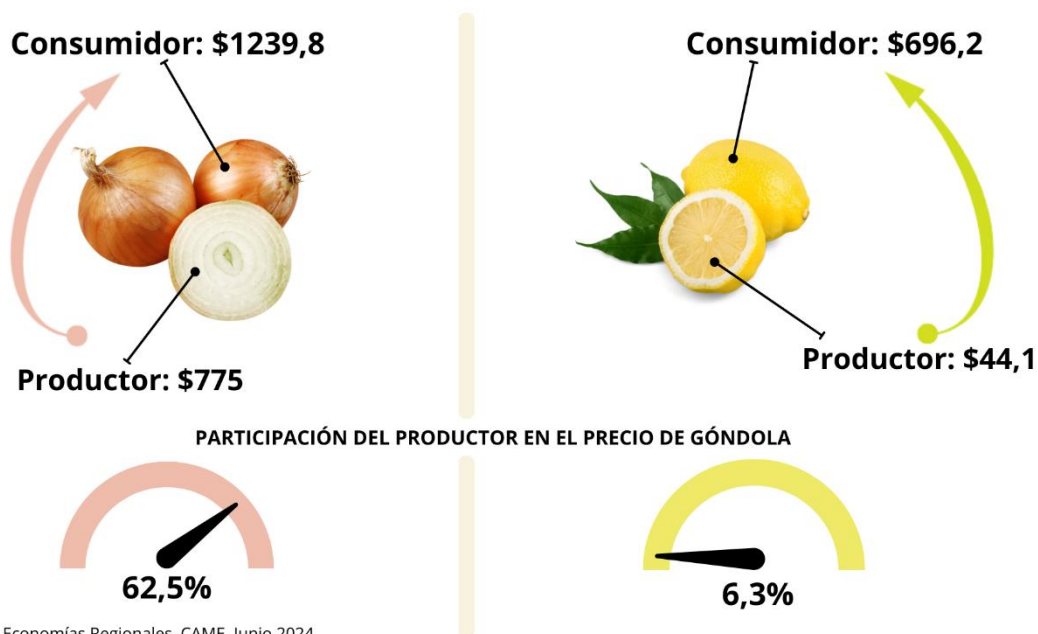 Consumidor: $1239,8
Consumidor: $696,2
Productor: $775
Productor: $44,1
PARTICIPACIÓN DEL PRODUCTOR EN EL PRECIO DE GÓNDOLA
62,5%
6,3%
Economías Regionales, CAME. Junio 2024